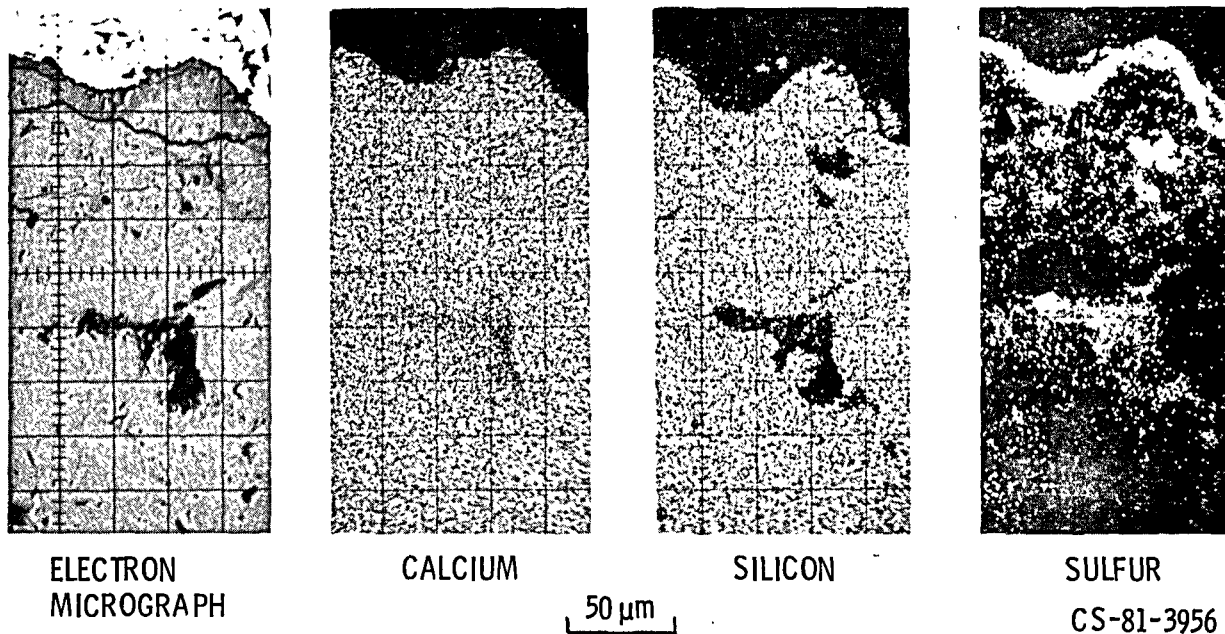 ELECTRON
MICROGRAPH
CALCIUM
SILICON
SULFUR
50 μm
CS-81-3956